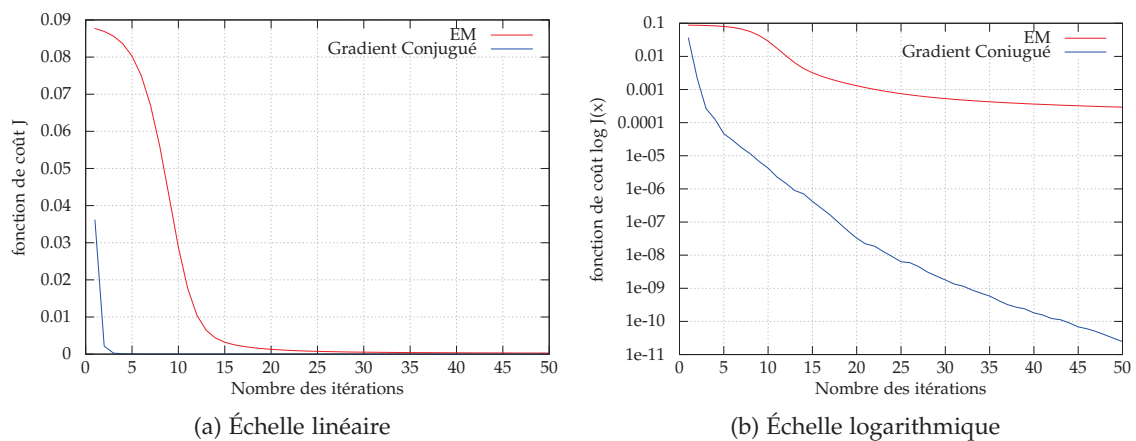 0.09
0.08
0.07
0.06
0.05
0.04
0.03
0.02
0.01
0
fonction de coût J
EM
Gradient Conjugué
0 5 10 15 20 25 30 35 40 45 50
Nombre des itérations
(a) Échelle linéaire
0.1
0.01
0.001
0.0001
1e-05
1e-06
1e-07
1e-08
1e-09
1e-10
1e-11
fonction de coût log J(x)
EM
Gradient Coniugué
0 5 10 15 20 25 30 35 40 45 50
Nombre des itérations
(b) Échelle logarithmique